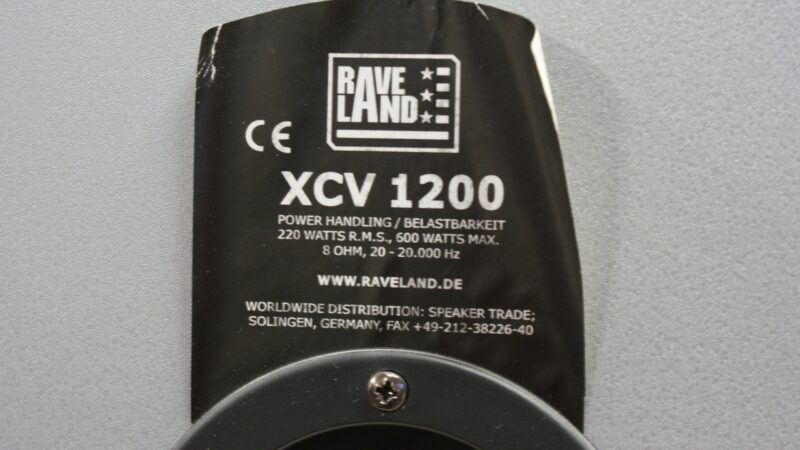 RAVE
LAND
CE
XCV 1200
POWER HANDLING / BELASTBARKEIT
220 WATTS R.M.S., 600 WATTS MAX.
8 OHM, 20 - 20.000 Hz
WWW.RAVELAND.DE
WORLDWIDE DISTRIBUTION: SPEAKER TRADE;
SOLINGEN, GERMANY, FAX +49-212-38226-40